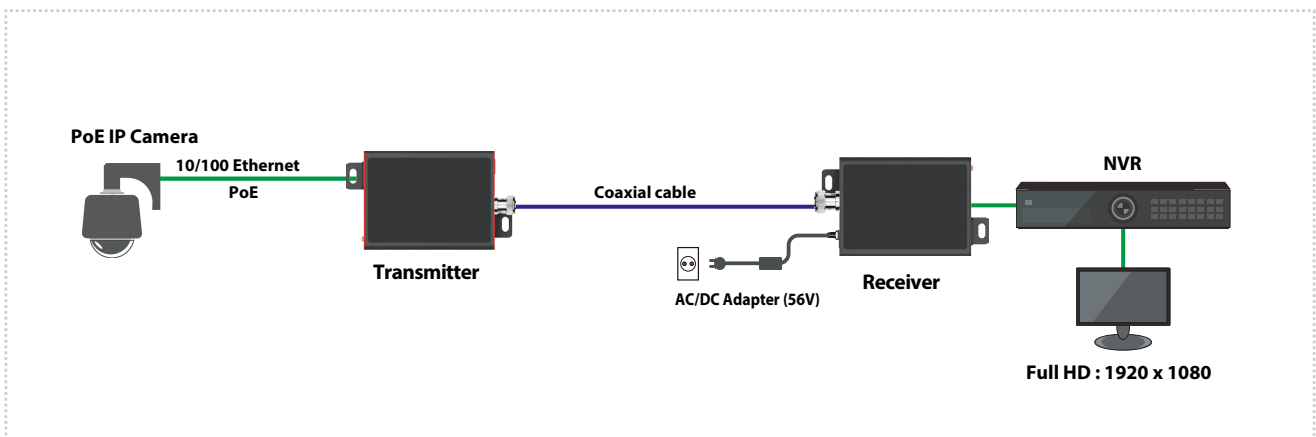 PoE IP Camera
10/100 Ethernet
PoE
Transmitter
Coaxial cable
AC/DC Adapter (56V)
Receiver
NVR
Full HD : 1920 x 1080